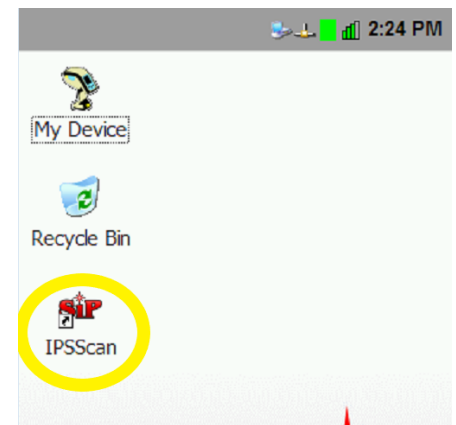 2:24 PM
My Device
Recycle Bin
SiP
IPSScan